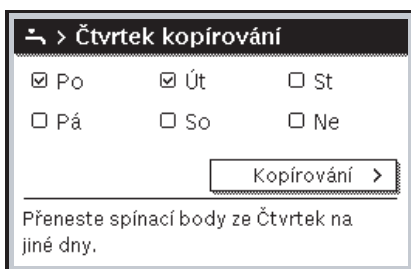 > Čtvrtek kopírování
Po Út St
Pá So Ne
Kopírování >
Přeneste spínací body ze Čtvrtek na
jiné dny.